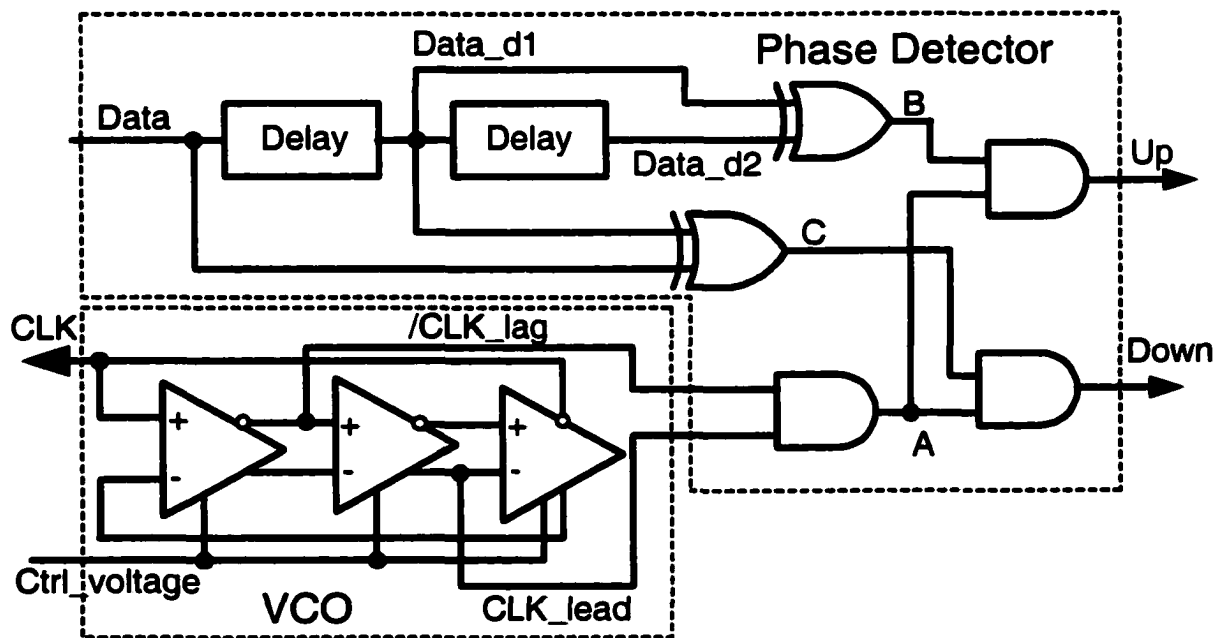 Data_d1
Phase Detector
Data
Delay
Delay
B
Data_d2
Up
C
CLK
/CLK_lag
Down
+
+
+
-
-
-
A
Ctrl_voltage
VCO
CLK_lead